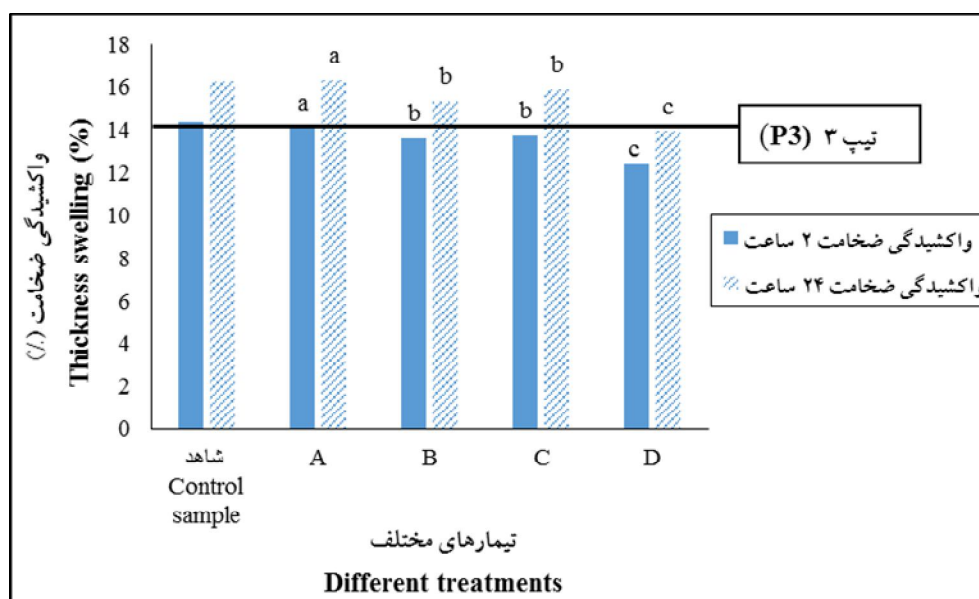 واکشیدگی ضخامت (٪)
Thickness swelling (%)
18
16
14
12
10
8
6
4
2
0
a
a
b
b
b
b
c
c
تیپ ۳ (P3)
واکشیدگی ضخامت ۲ ساعت
واکشیدگی ضخامت ۲۴ ساعت
شاهد
Control
sample
A
B
C
D
تیمارهای مختلف
Different treatments